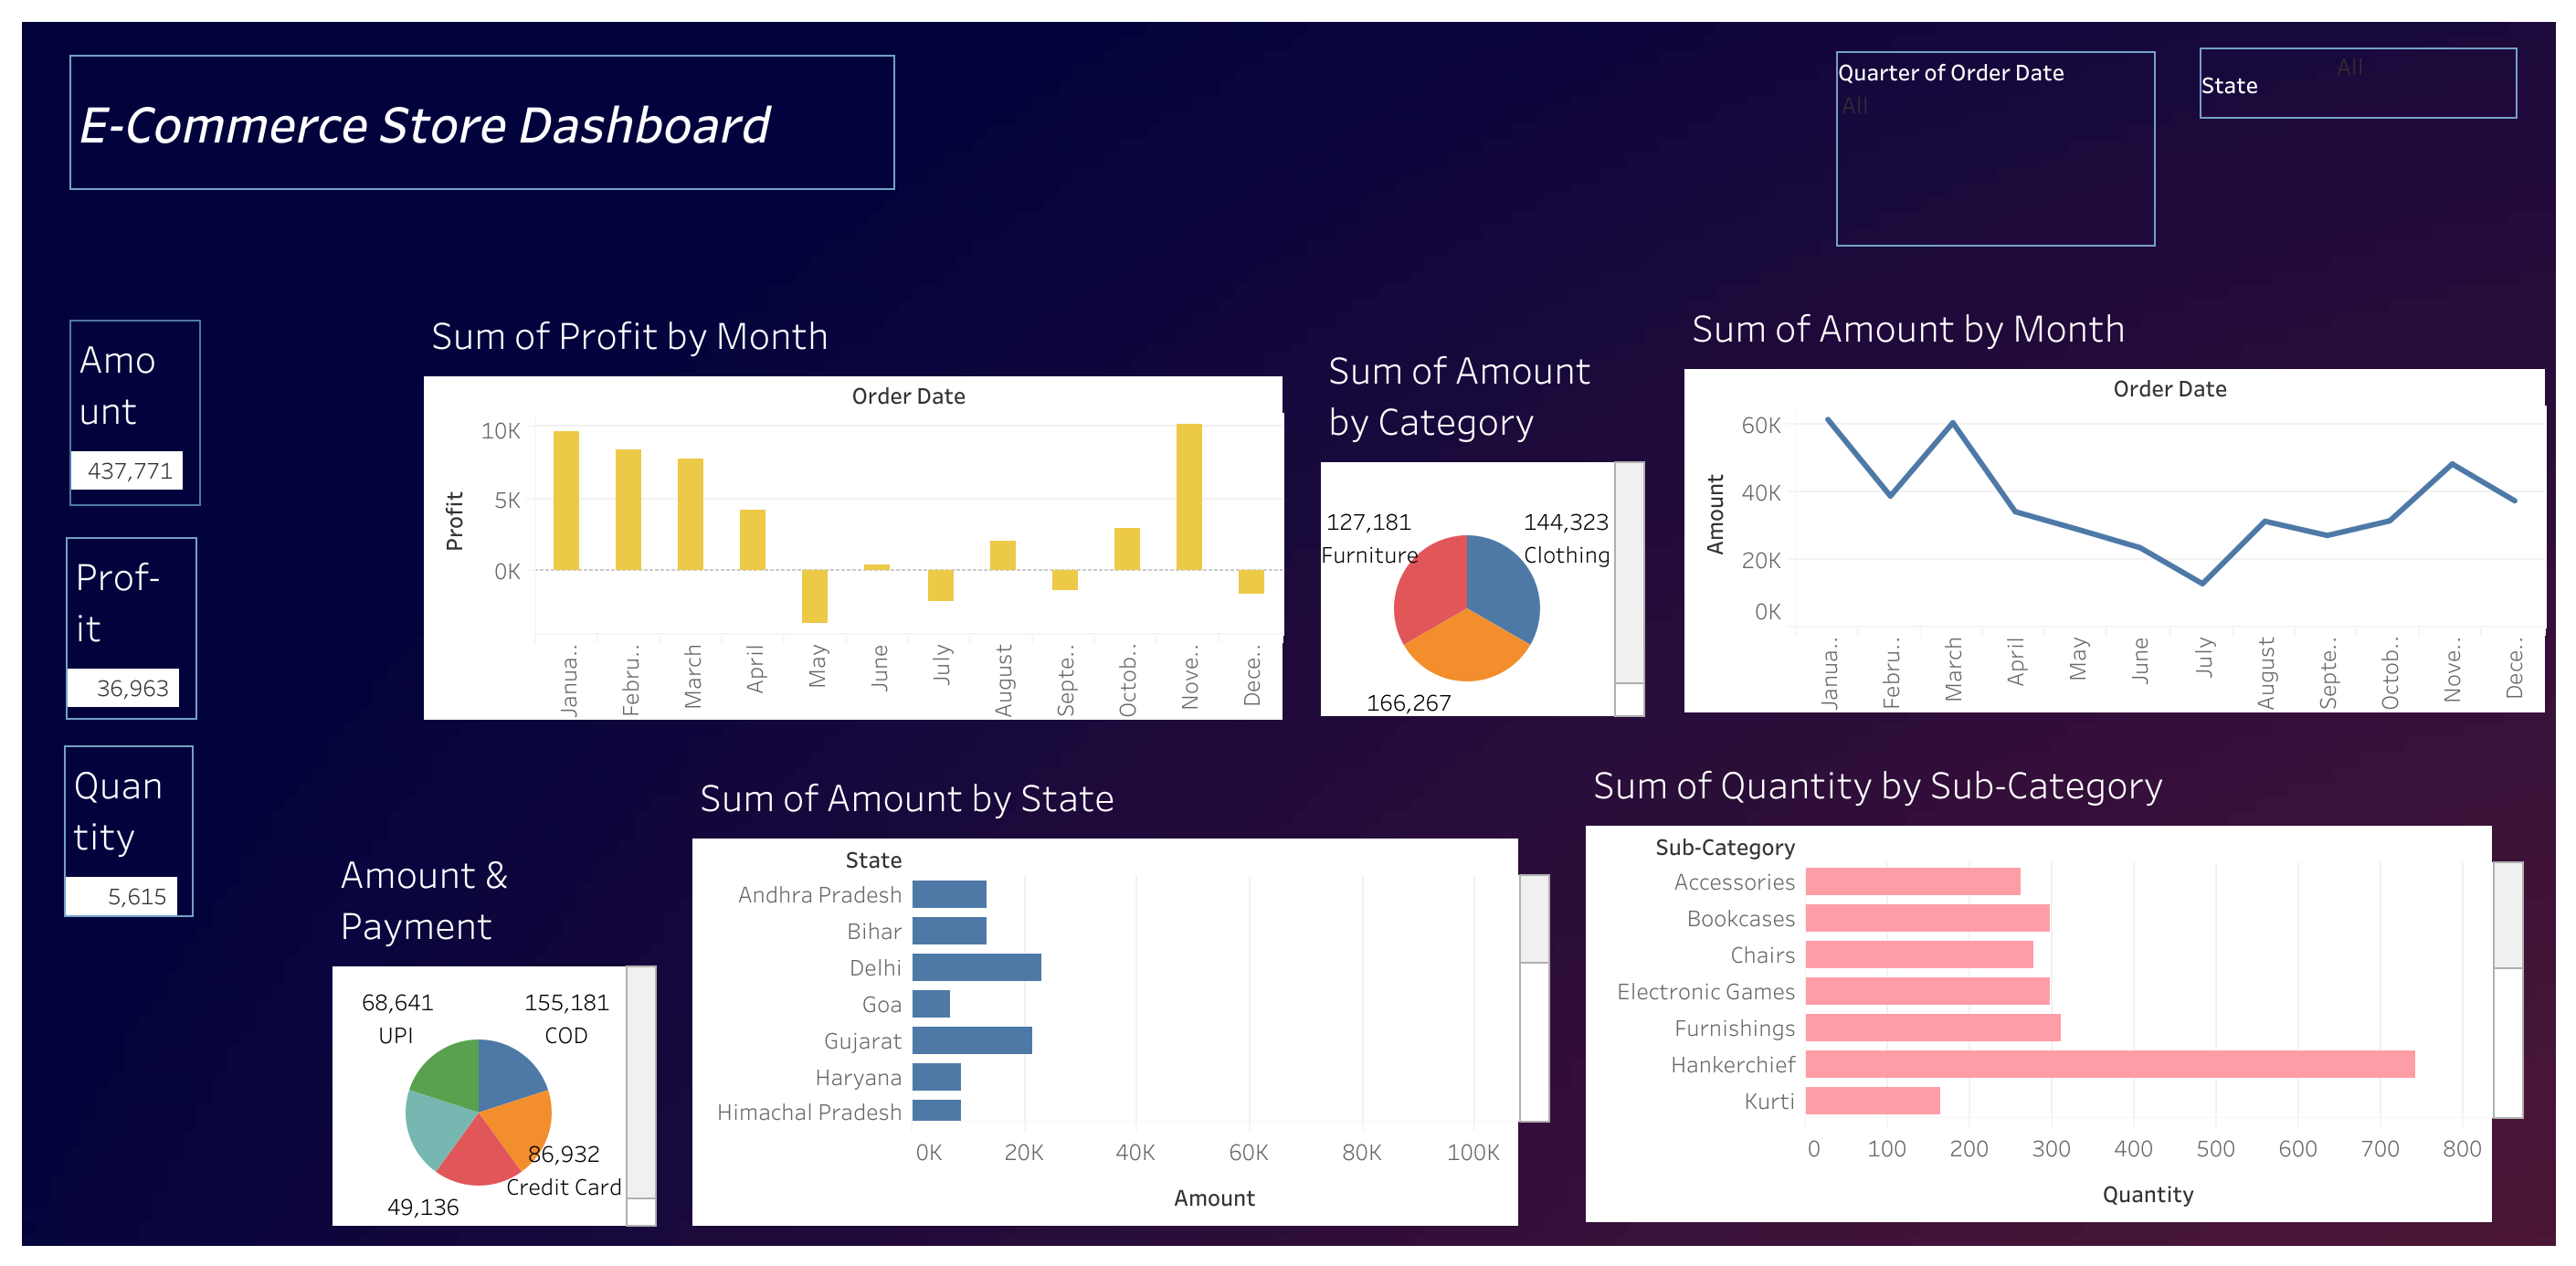 E-Commerce Store Dashboard
Quarter of Order Date
All
State
All
Amo
unt
437,771
Prof-
it
36,963
Quan
tity
5,615
Sum of Profit by Month
Order Date
Profit
10K
5K
0K
Janua..
Febru..
March
April
May
June
July
August
Septe..
Octob..
Nove..
Dece..
Sum of Amount
by Category
127,181
Furniture
144,323
Clothing
166,267
Sum of Amount by Month
Order Date
Amount
60K
40K
20K
0K
Janua..
Febru..
March
April
May
June
July
August
Septe..
Octob..
Nove..
Dece..
Amount &
Payment
68,641
UPI
155,181
COD
86,932
Credit Card
49,136
Sum of Amount by State
State
Andhra Pradesh
Bihar
Delhi
Goa
Gujarat
Haryana
Himachal Pradesh
0K
20K
40K
60K
80K
100K
Amount
Sum of Quantity by Sub-Category
Sub-Category
Accessories
Bookcases
Chairs
Electronic Games
Furnishings
Hankerchief
Kurti
0
100
200
300
400
500
600
700
800
Quantity